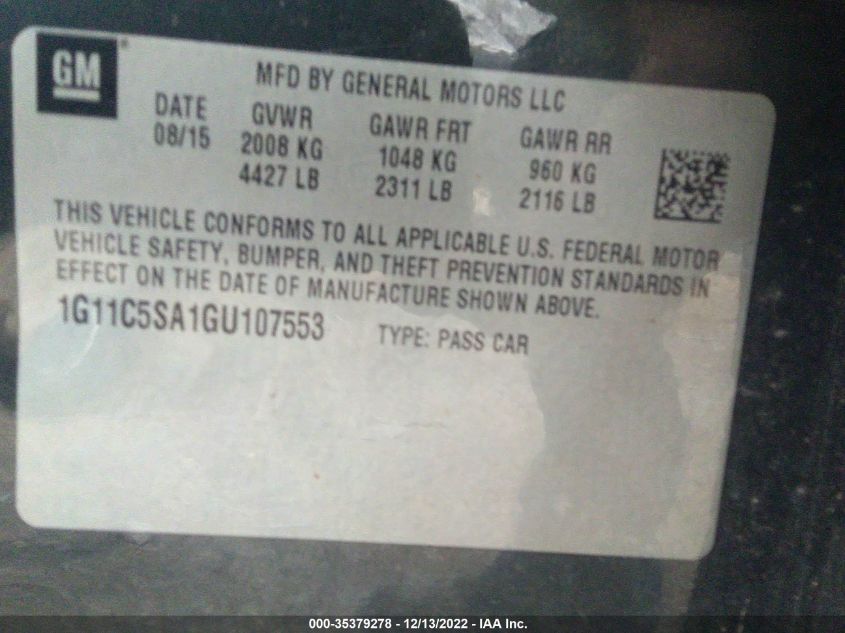 GM
MFD BY GENERAL MOTORS LLC
DATE GVWR GAWR FRT GAWR RR
08/15 2008 KG 1048 KG 960 KG
4427 LB 2311 LB 2116 LB
THIS VEHICLE CONFORMS TO ALL APPLICABLE U.S. FEDERAL MOTOR
VEHICLE SAFETY, BUMPER, AND THEFT PREVENTION STANDARDS IN
EFFECT ON THE DATE OF MANUFACTURE SHOWN ABOVE.
1G11C5SA1GU107553 TYPE: PASS CAR
000-35379278 - 12/13/2022 - IAA Inc.